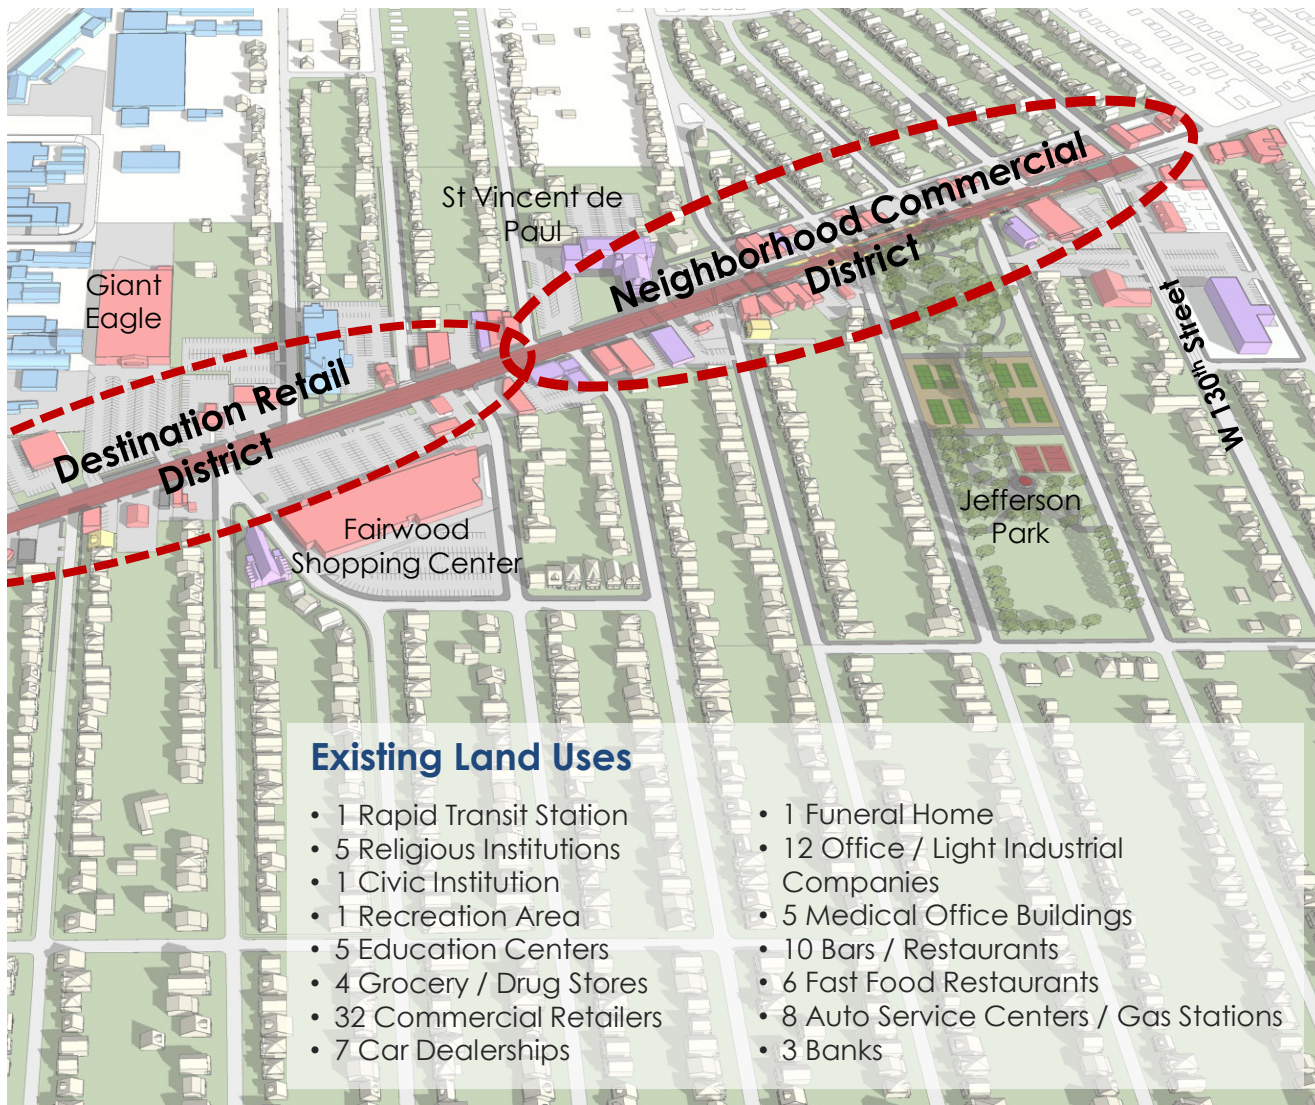 St Vincent de
Paul
Neighborhood Commercial
District
Giant
Eagle
W 130th Street
Destination Retail
District
Jefferson
Park
Fairwood
Shopping Center
Existing Land Uses
• 1 Rapid Transit Station
• 5 Religious Institutions
• 1 Civic Institution
• 1 Recreation Area
• 5 Education Centers
• 4 Grocery / Drug Stores
• 32 Commercial Retailers
• 7 Car Dealerships
• 1 Funeral Home
• 12 Office / Light Industrial
Companies
• 5 Medical Office Buildings
• 10 Bars / Restaurants
• 6 Fast Food Restaurants
• 8 Auto Service Centers / Gas Stations
• 3 Banks